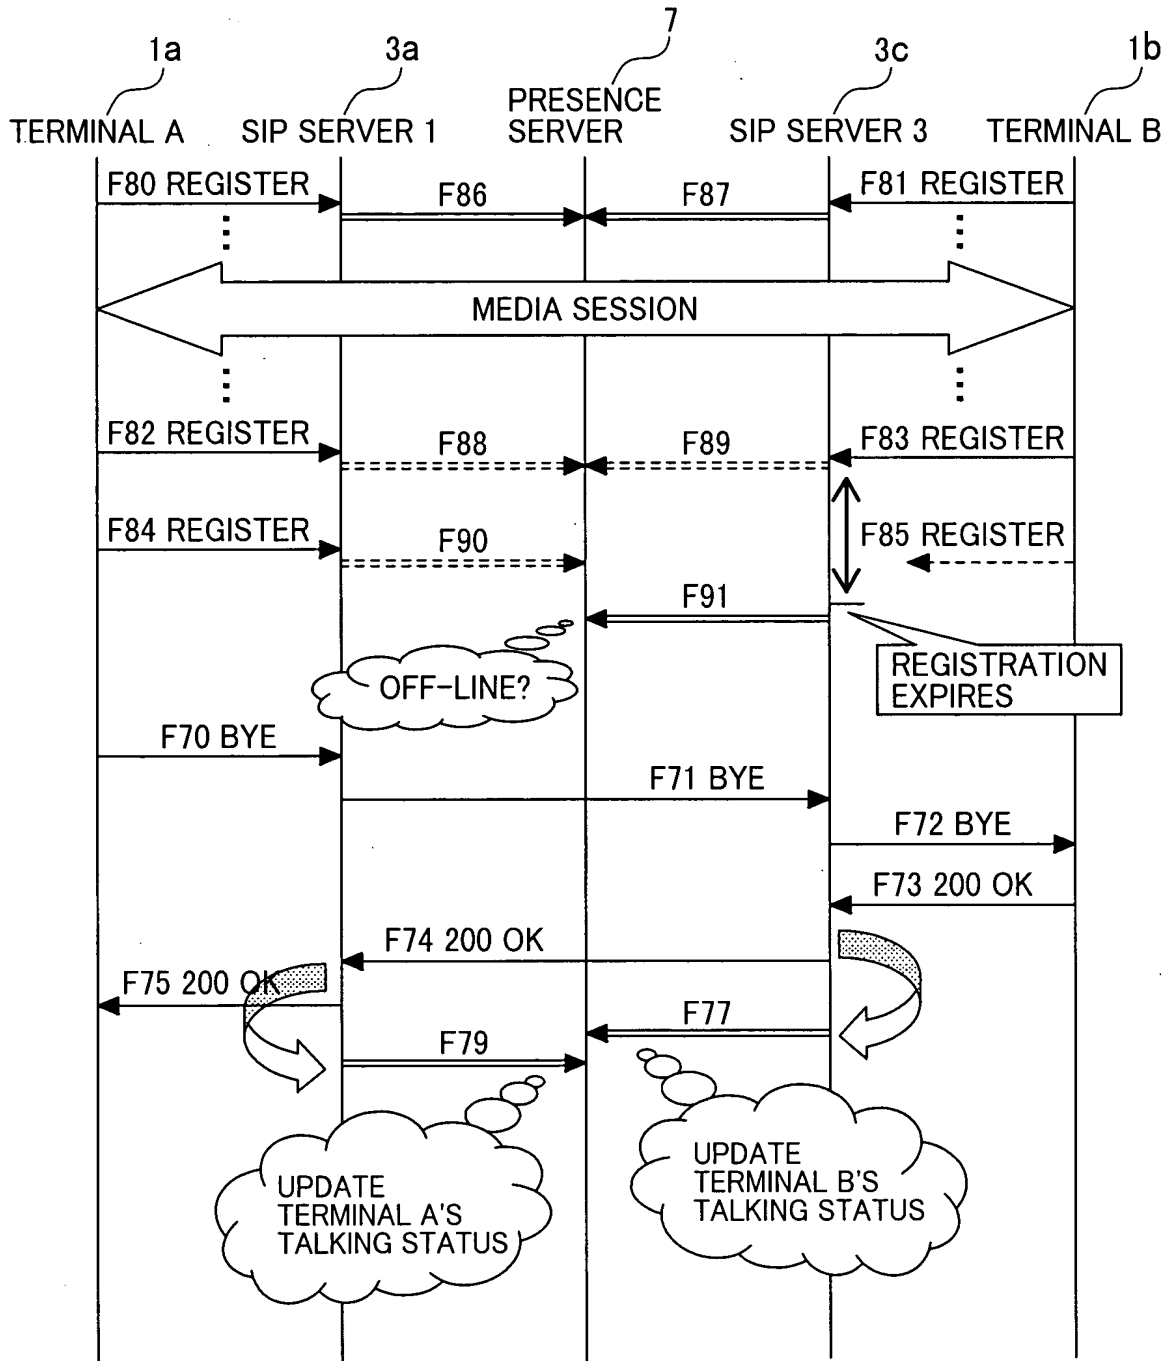 1a
3a
7
3c
1b
TERMINAL A
SIP SERVER 1
PRESENCE
SERVER
SIP SERVER 3
TERMINAL B
F80 REGISTER
F86
F87
F81 REGISTER
MEDIA SESSION
F82 REGISTER
F88
F89
F83 REGISTER
F84 REGISTER
F90
F85 REGISTER
F91
OFF-LINE?
REGISTRATION
EXPIRES
F70 BYE
F71 BYE
F72 BYE
F73 200 OK
F74 200 OK
F75 200 OK
F77
F79
UPDATE
TERMINAL B'S
TALKING STATUS
UPDATE
TERMINAL A'S
TALKING STATUS